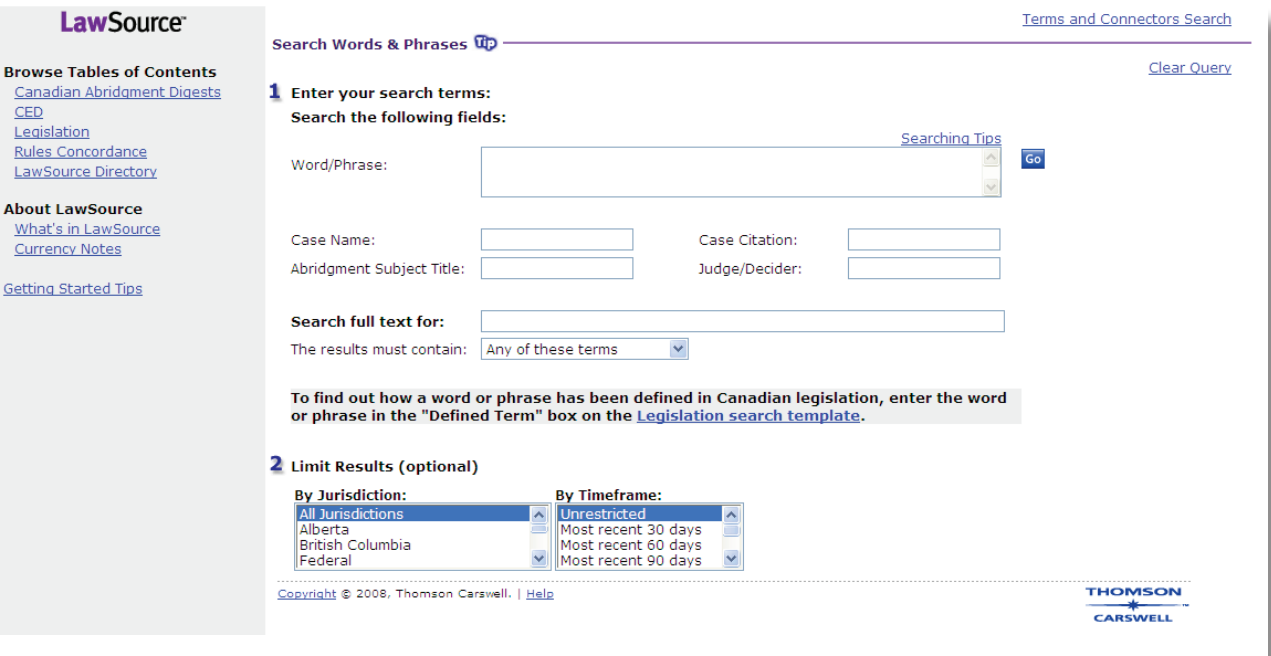 LawSource™
Browse Tables of Contents
Canadian Abridgment Digests
CED
Legislation
Rules Concordance
LawSource Directory
About LawSource
What's in LawSource
Currency Notes
Getting Started Tips
Terms and Connectors Search
Search Words & Phrases Tip
Clear Query
1 Enter your search terms:
Search the following fields:
Searching Tips
Word/Phrase:
Go
Case Name: Case Citation:
Abridgment Subject Title: Judge/Decider:
Search full text for:
The results must contain: Any of these terms
To find out how a word or phrase has been defined in Canadian legislation, enter the word
or phrase in the "Defined Term" box on the Legislation search template.
2 Limit Results (optional)
By Jurisdiction: By Timeframe:
All Jurisdictions Unrestricted
Alberta Most recent 30 days
British Columbia Most recent 60 days
Federal Most recent 90 days
Copyright © 2008, Thomson Carswell. | Help
THOMSON
™
CARSWELL